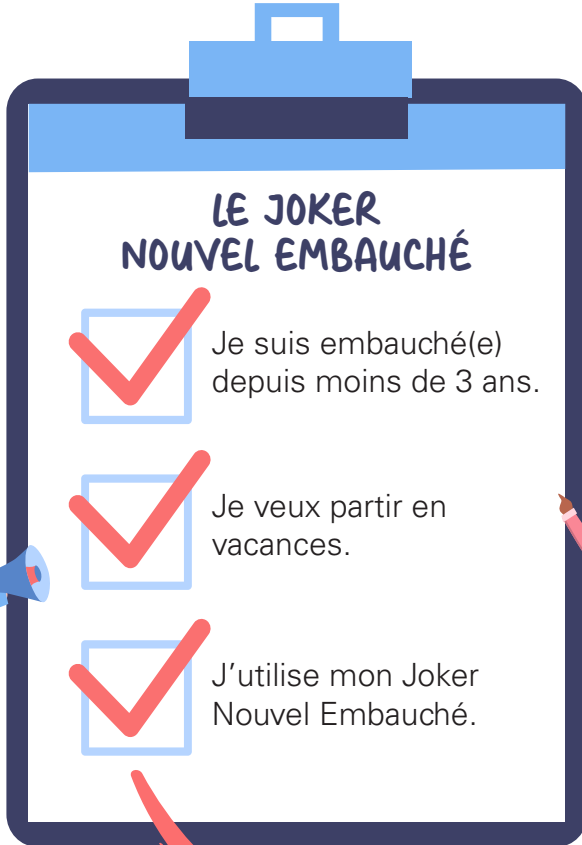 LE JOKER
NOUVEL EMBAUCHÉ
Je suis embauché(e)
depuis moins de 3 ans.
Je veux partir en
vacances.
J’utilise mon Joker
Nouvel Embauché.